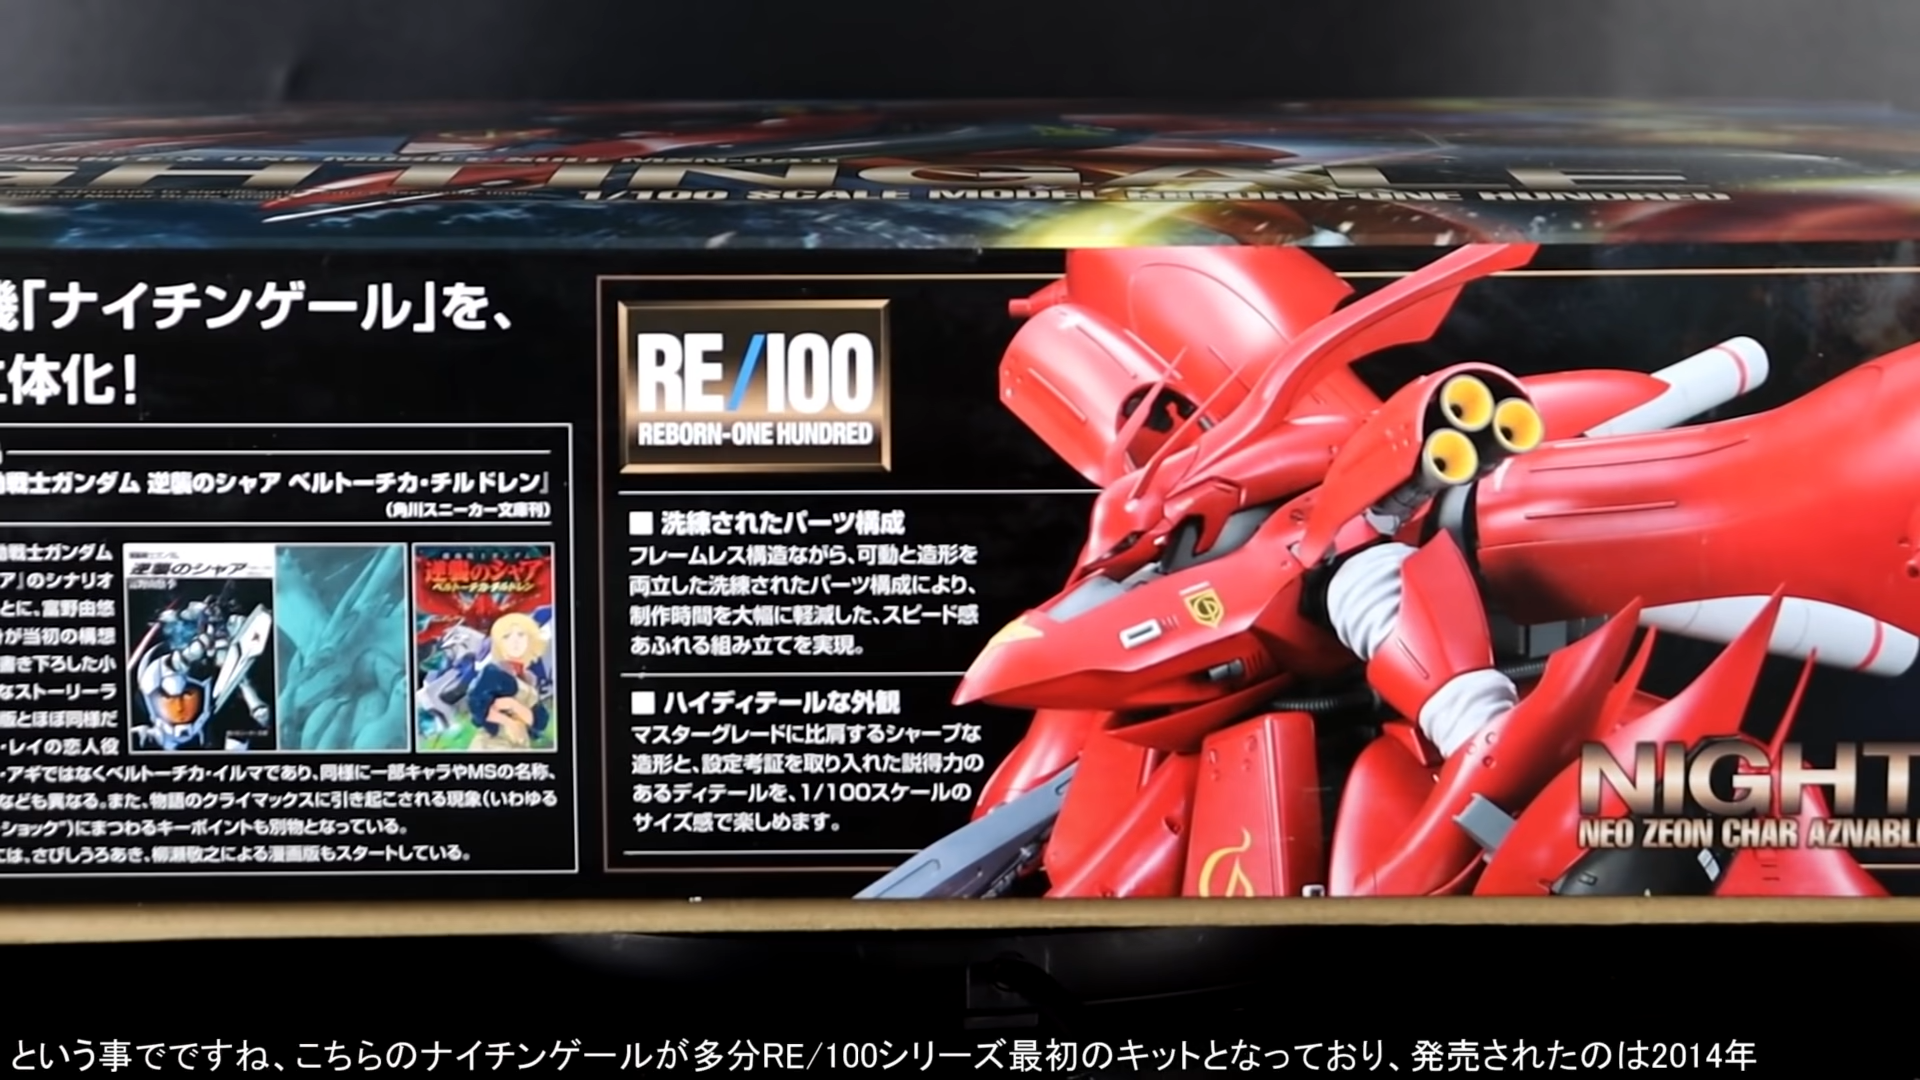 GHTINGALE
1/100 SCALE MODEL REBORN-ONE HUNDRED
機「ナイチンゲール」を、
体化!
戦士ガンダム 逆襲のシャア ベルトーチカ・チルドレン』
(角川スニーカー文庫刊)
戦士ガンダム
ア』のシナリオ
とに、富野由悠
が当初の構想
書き下ろした小
なストーリーラ
版とほぼ同様だ
・レイの恋人役
・アギではなくベルトーチカ・イルマであり、同様に一部キャラやMSの名称、
なども異なる。また、物語のクライマックスに引き起こされる現象(いわゆる
ショック")にまつわるキーポイントも別物となっている。
は、さびしうろあき、柳瀬敬之による漫画版もスタートしている。
逆襲のシャア
逆襲のシャア
ベルトーチカ・チルドレン
RE/100
REBORN-ONE HUNDRED
■ 洗練されたパーツ構成
フレームレス構造ながら、可動と造形を
両立した洗練されたパーツ構成により、
制作時間を大幅に軽減した、スピード感
あふれる組み立てを実現。
■ ハイディテールな外観
マスターグレードに比肩するシャープな
造形と、設定考証を取り入れた説得力の
あるディテールを、1/100スケールの
サイズ感で楽しめます。
NIGHT
NEO ZEON CHAR AZNABLE
という事でですね、こちらのナイチンゲールが多分RE/100シリーズ最初のキットとなっており、発売されたのは2014年